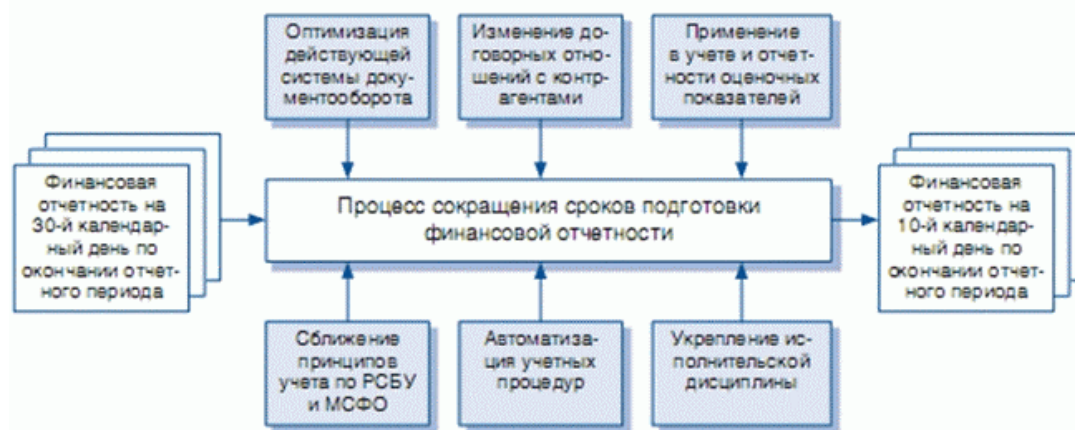 Оптимизация
действующей
системы доку-
ментооборота
Изменение до-
говорных отно-
шений с контр-
агентами
Применение
в учете и отчет-
ности оценочных
показателей
Финансовая
отчетность на
30-й календар-
ный день по
окончании отчет-
ного периода
Процесс сокращения сроков подготовки
финансовой отчетности
Финансовая
отчетность на
10-й календар-
ный день по
окончании отчет-
ного периода
Сближение
принципов
учета по РСБУ
и МСФО
Автоматиза-
ция учетных
процедур
Укрепление ис-
полнительской
дисциплины